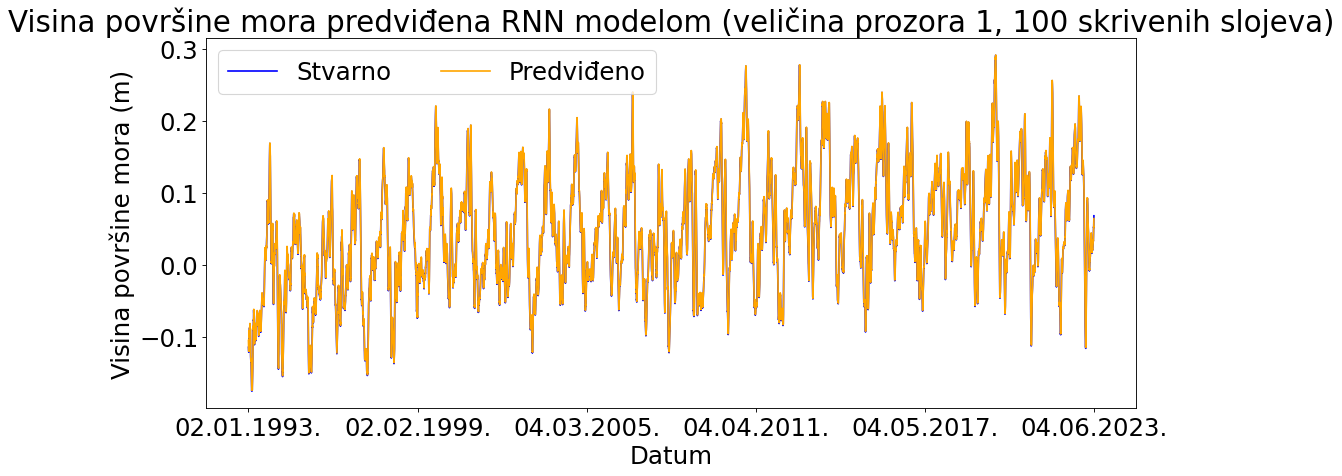 Visina površine mora predviđena RNN modelom (veličina prozora 1, 100 skrivenih slojeva)
Stvarno
Predviđeno
Visina površine mora (m)
0.3
0.2
0.1
0.0
−0.1
02.01.1993.
02.02.1999.
04.03.2005.
04.04.2011.
04.05.2017.
04.06.2023.
Datum